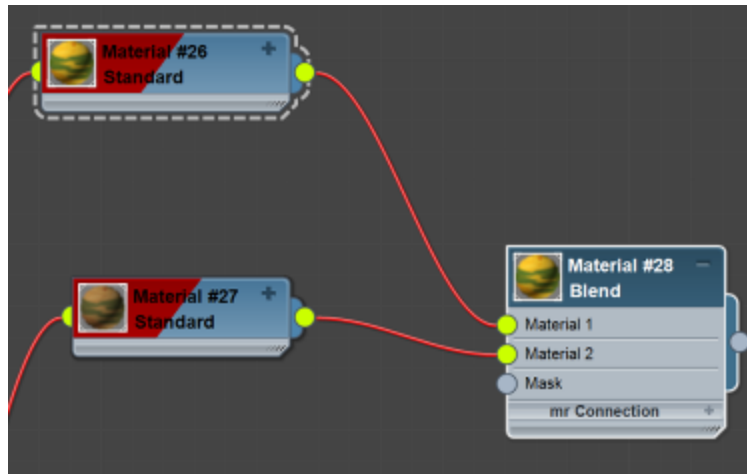 Material #26
Standard
Material #27
Standard
Material #28
Blend
Material 1
Material 2
Mask
mr Connection